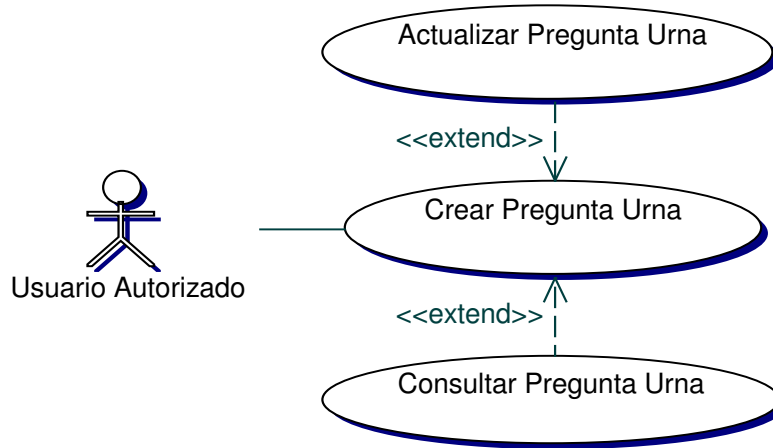 Actualizar Pregunta Urna
<<extend>>
Crear Pregunta Urna
Usuario Autorizado
<<extend>>
Consultar Pregunta Urna